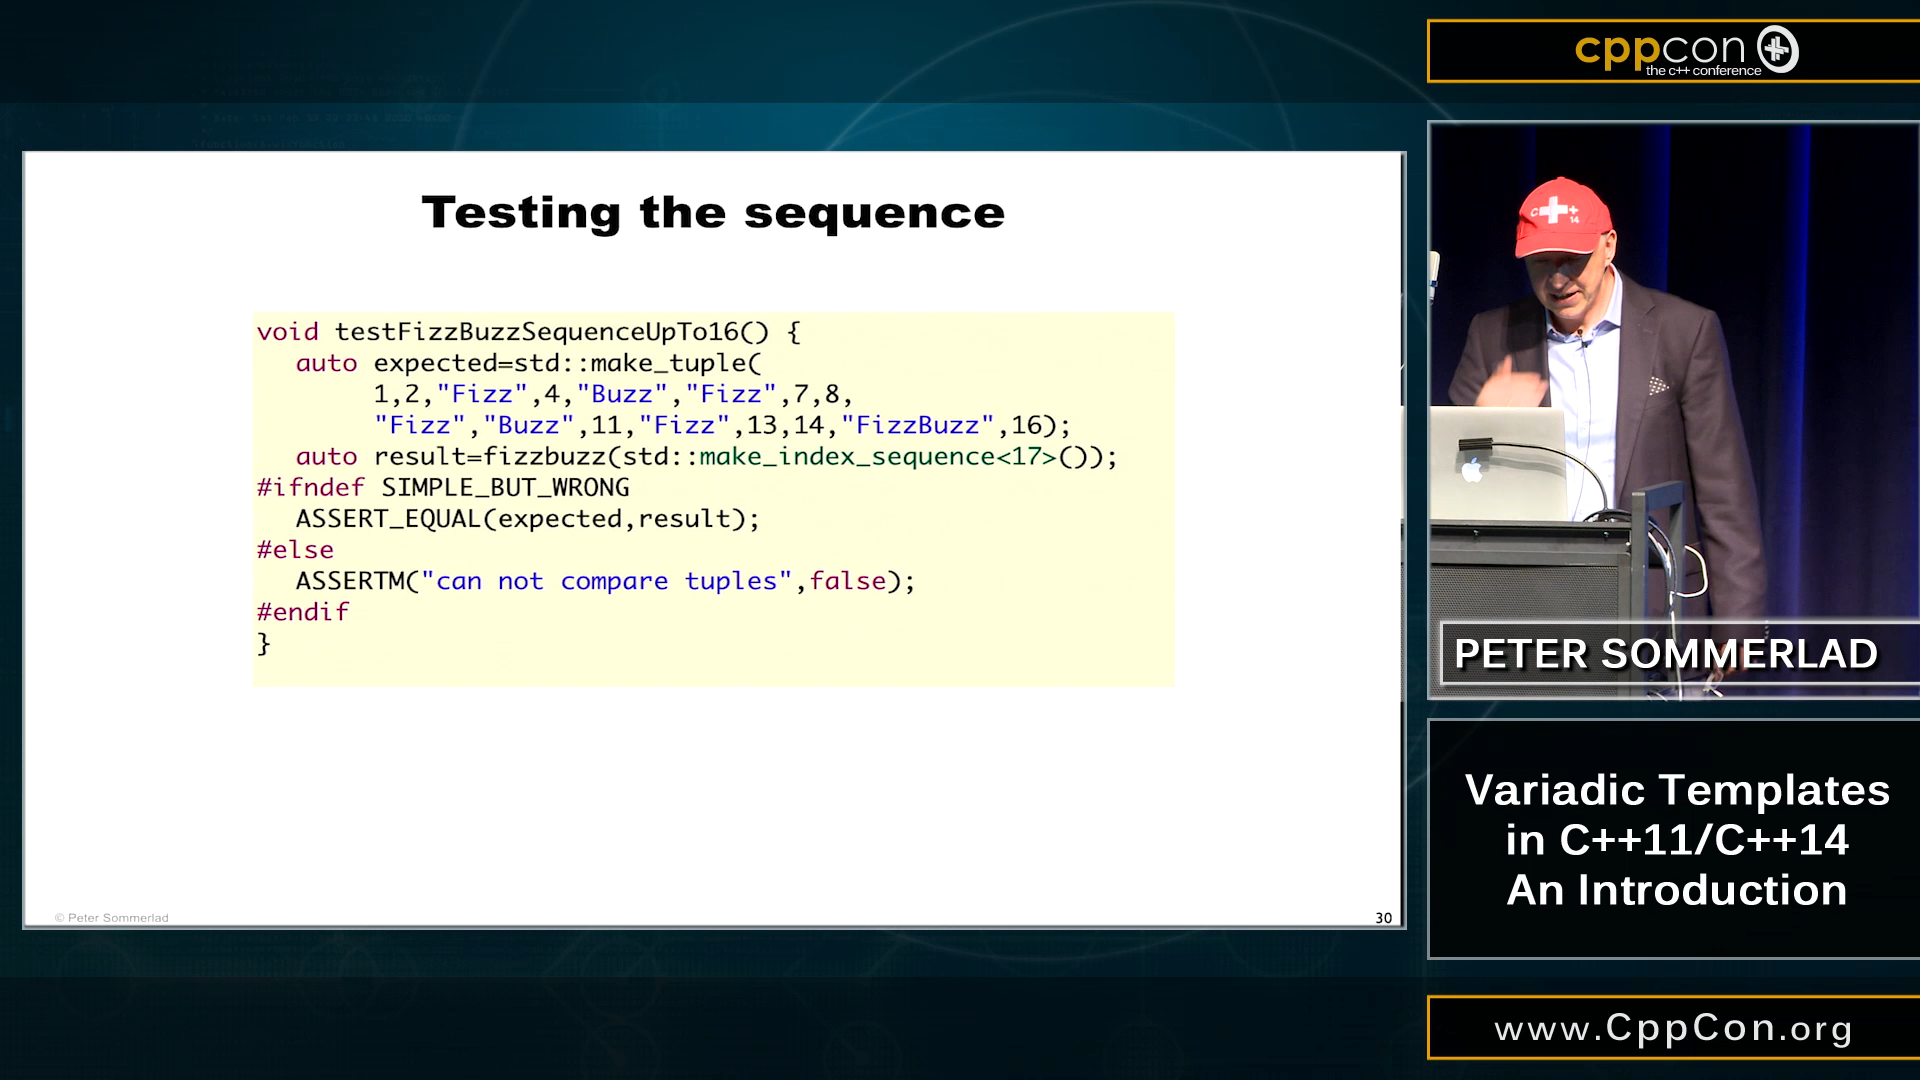 cppcon
the c++ conference
Testing the sequence
void testFizzBuzzSequenceUpTo16() {
auto expected=std::make_tuple(
1,2,"Fizz",4,"Buzz","Fizz",7,8,
"Fizz","Buzz",11,"Fizz",13,14,"FizzBuzz",16);
auto result=fizzbuzz(std::make_index_sequence<17>());
#ifndef SIMPLE_BUT_WRONG
ASSERT_EQUAL(expected,result);
#else
ASSERTM("can not compare tuples",false);
#endif
}
© Peter Sommerlad
30
C++
14
PETER SOMMERLAD
Variadic Templates
in C++11/C++14
An Introduction
www.CppCon.org